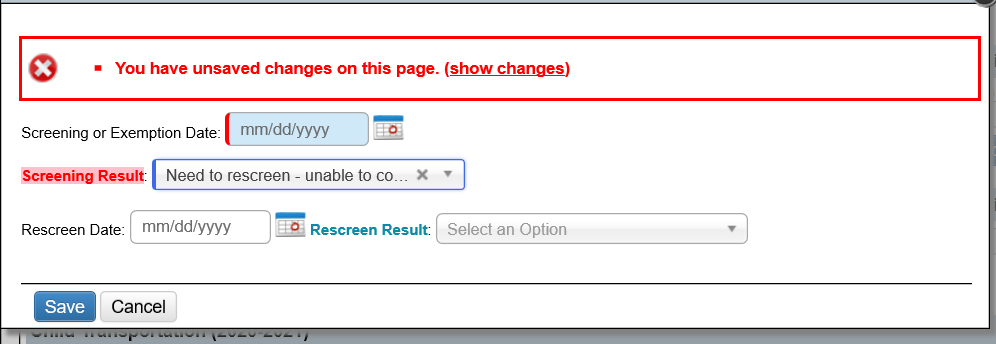 You have unsaved changes on this page. (show changes)
Screening or Exemption Date: mm/dd/yyyy
Screening Result: Need to rescreen - unable to co...
Rescreen Date: mm/dd/yyyy Rescreen Result: Select an Option
Save Cancel
Child Transportation (2020-2021)